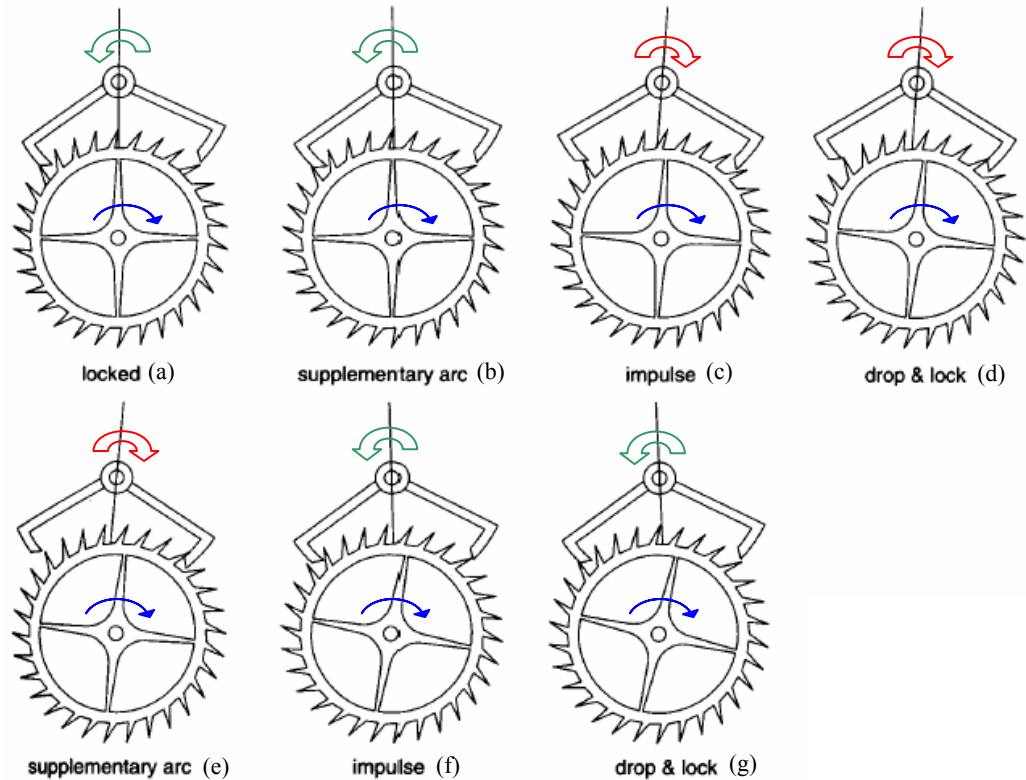 locked (a)
supplementary arc (b)
impulse (c)
drop & lock (d)
supplementary arc (e)
impulse (f)
drop & lock (g)